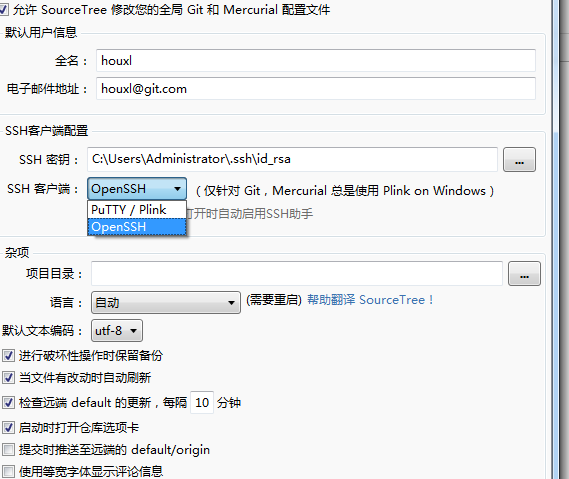 允许 SourceTree 修改您的全局 Git 和 Mercurial 配置文件
默认用户信息
全名： houxl
电子邮件地址： houxl@git.com
SSH客户端配置
SSH 密钥： C:\Users\Administrator\.ssh\id_rsa ...
SSH 客户端： OpenSSH （仅针对 Git，Mercurial 总是使用 Plink on Windows）
PuTTY / Plink
打开时自动启用SSH助手
OpenSSH
杂项
项目目录： ...
语言： 自动 (需要重启) 帮助翻译 SourceTree！
默认文本编码： utf-8
进行破坏性操作时保留备份
当文件有改动时自动刷新
检查远端 default 的更新，每隔 10 分钟
启动时打开仓库选项卡
提交时推送至远端的 default/origin
使用等宽字体显示评论信息